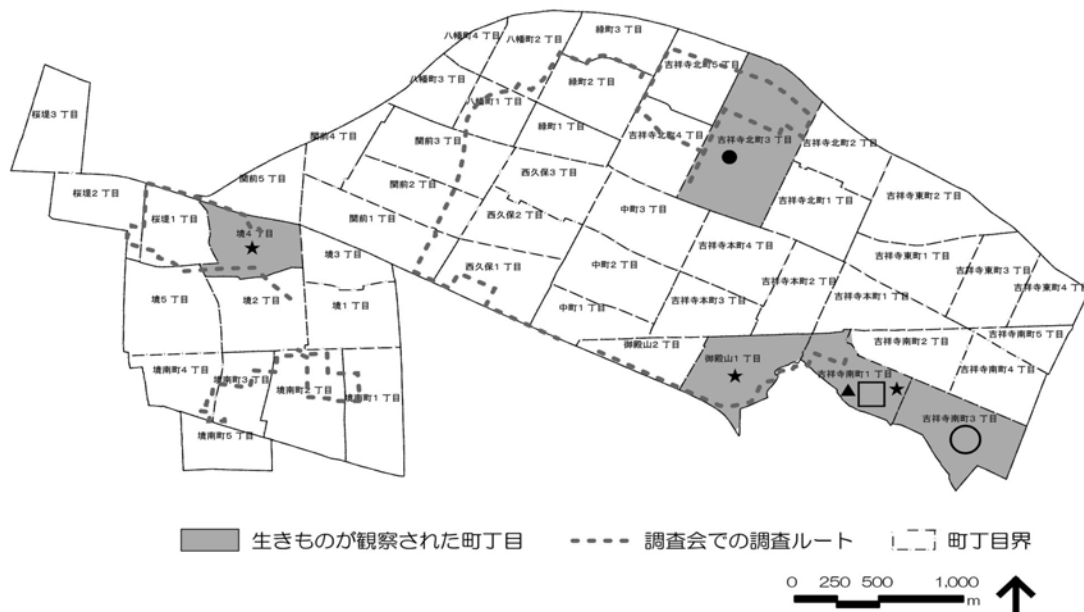 八幡町4 丁目
八幡町2 丁目
緑町3 丁目
吉祥寺北町5 丁目
八幡町3 丁目
緑町2 丁目
八幡町1 丁目
桜堤3 丁目
緑町1 丁目
吉祥寺北町4 丁目
吉祥寺北町3 丁目
吉祥寺北町2 丁目
関前4 丁目
関前3 丁目
西久保3 丁目
関前5 丁目
関前2 丁目
桜堤2 丁目
吉祥寺北町1 丁目
吉祥寺東町2 丁目
中町3 丁目
桜堤1 丁目
関前1 丁目
西久保2 丁目
境4 丁目
吉祥寺本町4 丁目
境3 丁目
吉祥寺東町1 丁目
西久保1 丁目
中町2 丁目
吉祥寺東町3 丁目
吉祥寺本町2 丁目
吉祥寺東町4 丁目
境5 丁目
境2 丁目
境1 丁目
中町1 丁目
吉祥寺本町3 丁目
吉祥寺本町1 丁目
吉祥寺南町5 丁目
御殿山2 丁目
吉祥寺南町2 丁目
御殿山1 丁目
境南町4 丁目
吉祥寺南町4 丁目
境南町3 丁目
吉祥寺南町1 丁目
境南町2 丁目
境南町1 丁目
吉祥寺南町3 丁目
境南町5 丁目
生きものが観察された町丁目
調査会での調査ルート
町丁目界
0 250 500 1,000
m